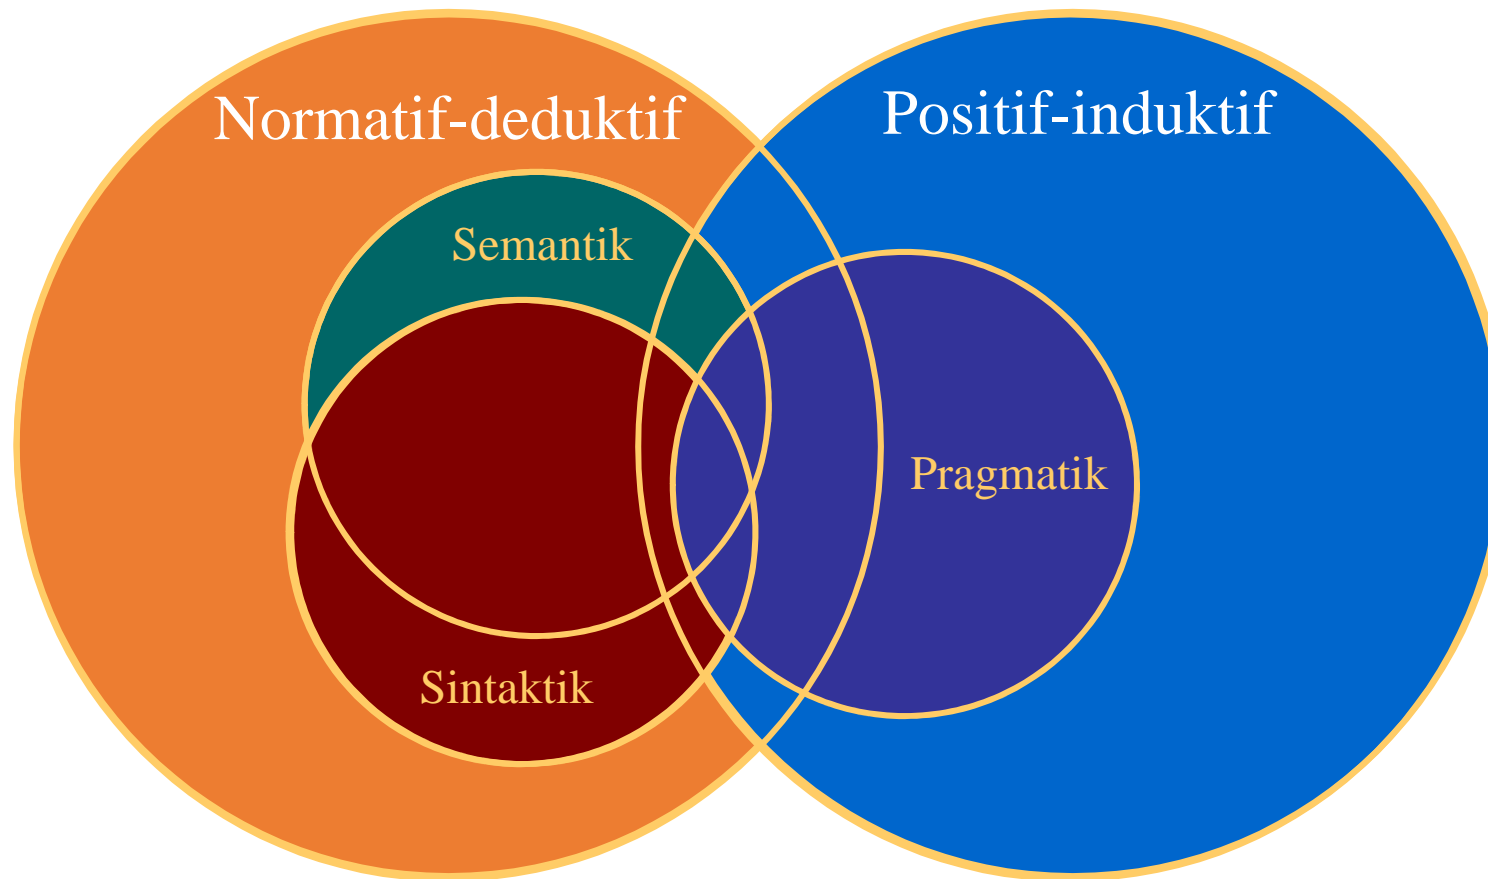 Normatif-deduktif
Positif-induktif
Semantik
Pragmatik
Sintaktik